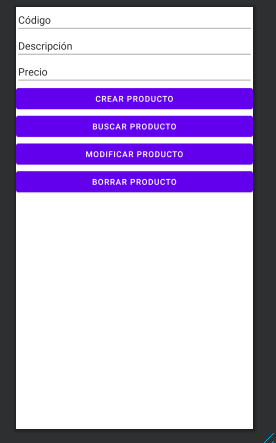 Código
Descripción
Precio
CREAR PRODUCTO
BUSCAR PRODUCTO
MODIFICAR PRODUCTO
BORRAR PRODUCTO